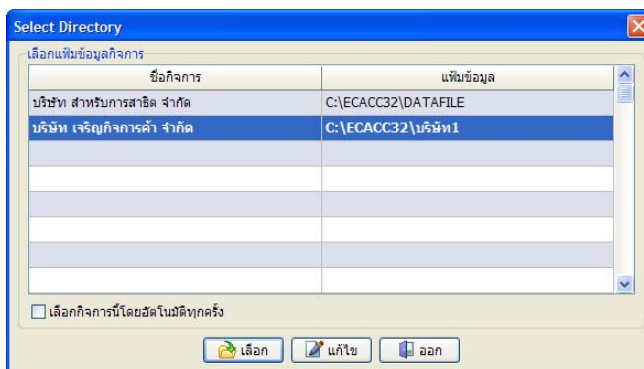 Select Directory
เลือกแฟ้มข้อมูลกิจการ
ชื่อกิจการ แฟ้มข้อมูล
บริษัท สำหรับการสาธิต จำกัด C:\ECACC32\DATAFILE
บริษัท เจริญกิจการค้า จำกัด C:\ECACC32\บริษัท1
เลือกกิจการนี้โดยอัตโนมัติทุกครั้ง
เลือก แก้ไข ออก